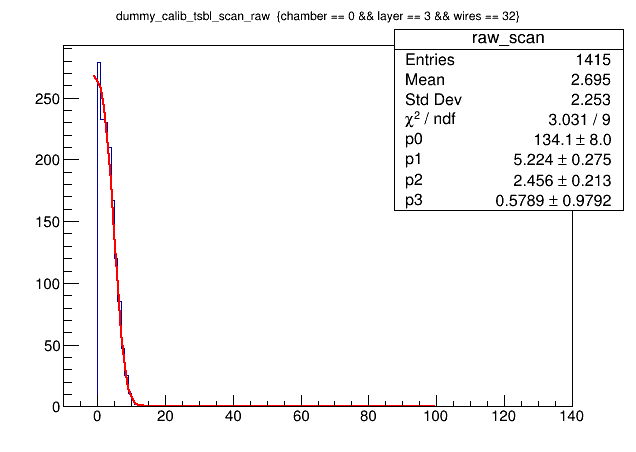 dummy_calib_tsbl_scan_raw {chamber == 0 && layer == 3 && wires == 32}
raw_scan
Entries 1415
Mean 2.695
Std Dev 2.253
χ² / ndf 3.031 / 9
p0 134.1 ± 8.0
p1 5.224 ± 0.275
p2 2.456 ± 0.213
p3 0.5789 ± 0.9792
250
200
150
100
50
0
0 20 40 60 80 100 120 140